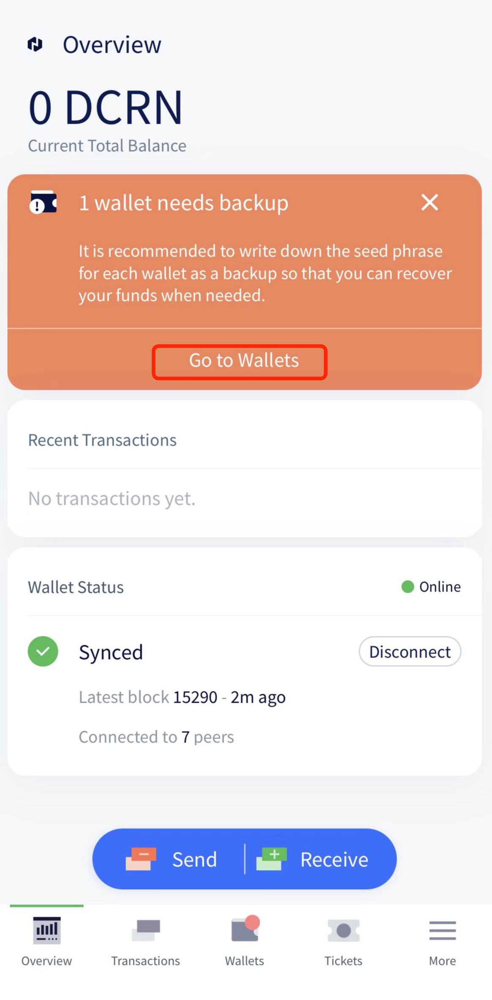 Overview
0 DCRN
Current Total Balance
1 wallet needs backup
It is recommended to write down the seed phrase
for each wallet as a backup so that you can recover
your funds when needed.
Go to Wallets
Recent Transactions
No transactions yet.
Wallet Status
Online
Synced
Disconnect
Latest block 15290 - 2m ago
Connected to 7 peers
Send
Receive
Overview
Transactions
Wallets
Tickets
More